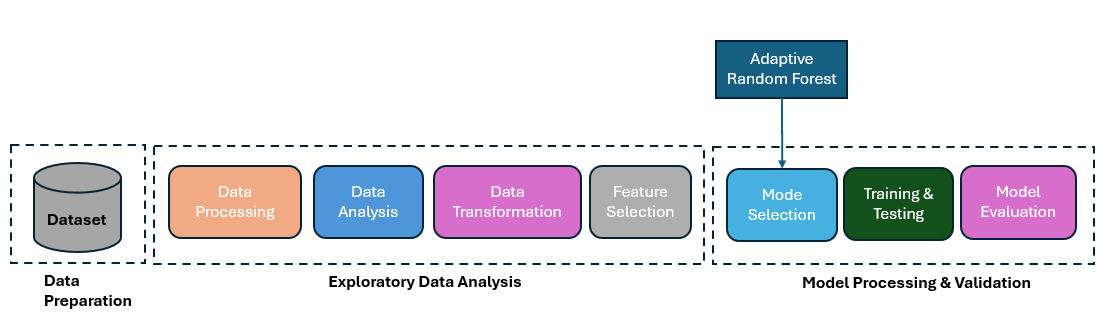 Adaptive
Random Forest
Dataset
Data
Processing
Data
Analysis
Data
Transformation
Feature
Selection
Mode
Selection
Training &
Testing
Model
Evaluation
Data
Preparation
Exploratory Data Analysis
Model Processing & Validation